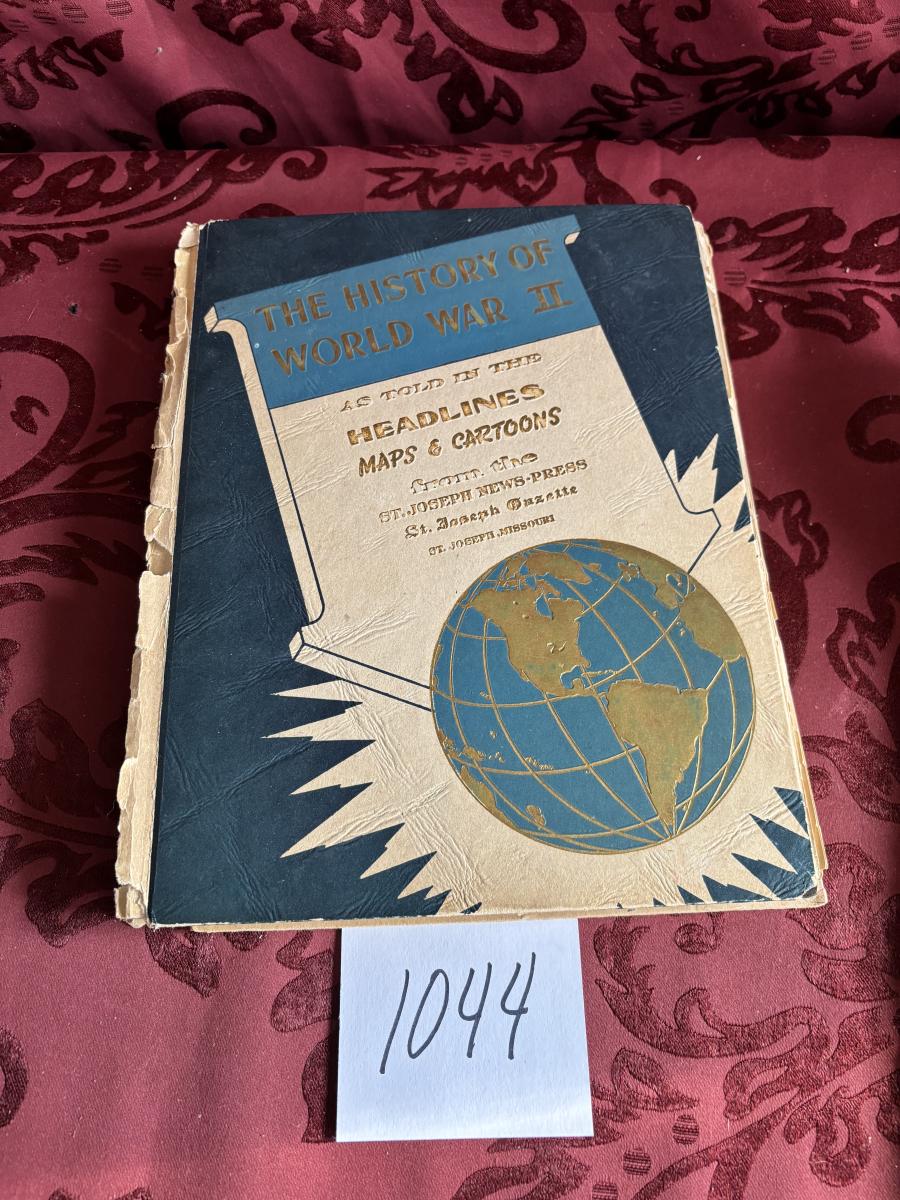 THE HISTORY OF
WORLD WAR II
AS TOLD IN THE
HEADLINES
MAPS & CARTOONS
from the
ST. JOSEPH NEWS-PRESS
St. Joseph Gazette
ST. JOSEPH, MISSOURI
1044